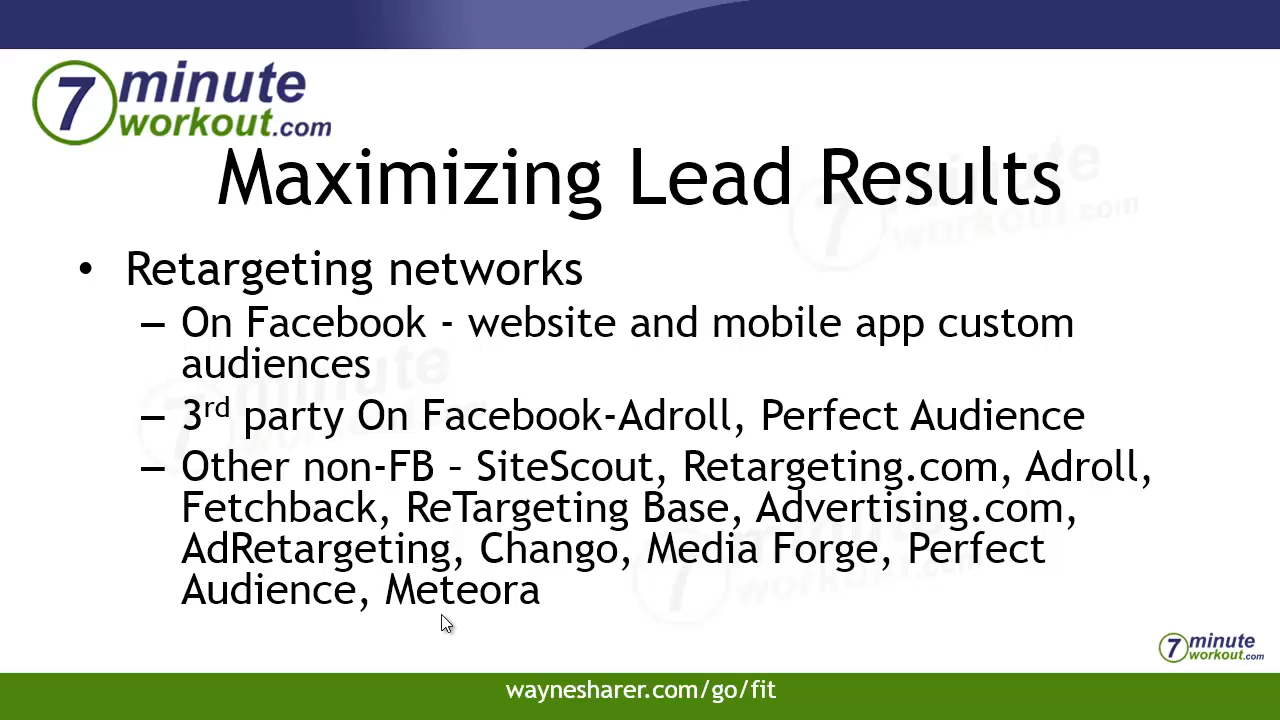 7 minute
workout.com
Maximizing Lead Results
• Retargeting networks
– On Facebook - website and mobile app custom
audiences
– 3rd party On Facebook-Adroll, Perfect Audience
– Other non-FB – SiteScout, Retargeting.com, Adroll,
Fetchback, ReTargeting Base, Advertising.com,
AdRetargeting, Chango, Media Forge, Perfect
Audience, Meteora
7 minute
workout.com
waynesharer.com/go/fit